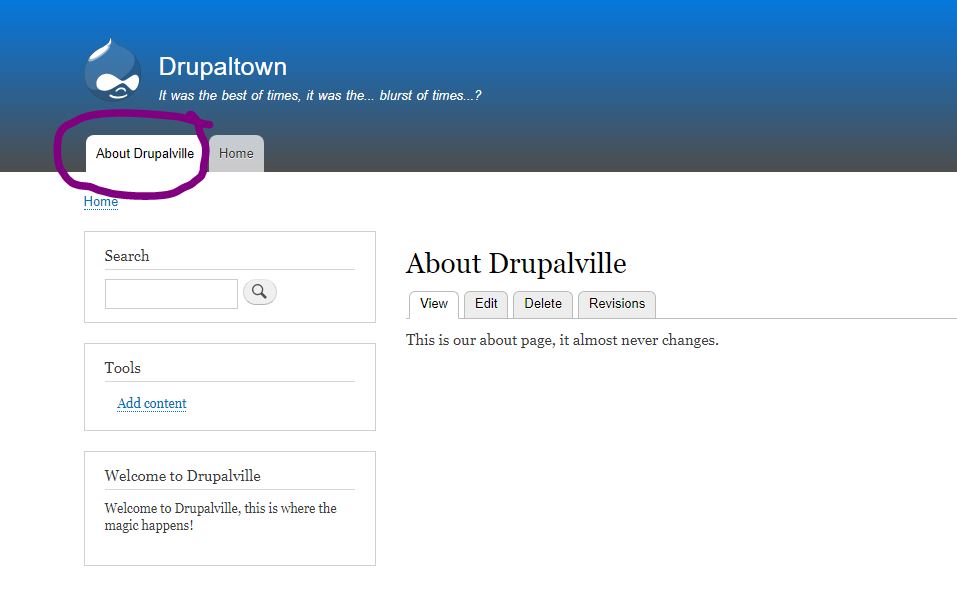 Drupaltown
It was the best of times, it was the... blurst of times...?
About Drupalville
Home
Home
Search
Tools
Add content
Welcome to Drupalville
Welcome to Drupalville, this is where the
magic happens!
About Drupalville
View Edit Delete Revisions
This is our about page, it almost never changes.